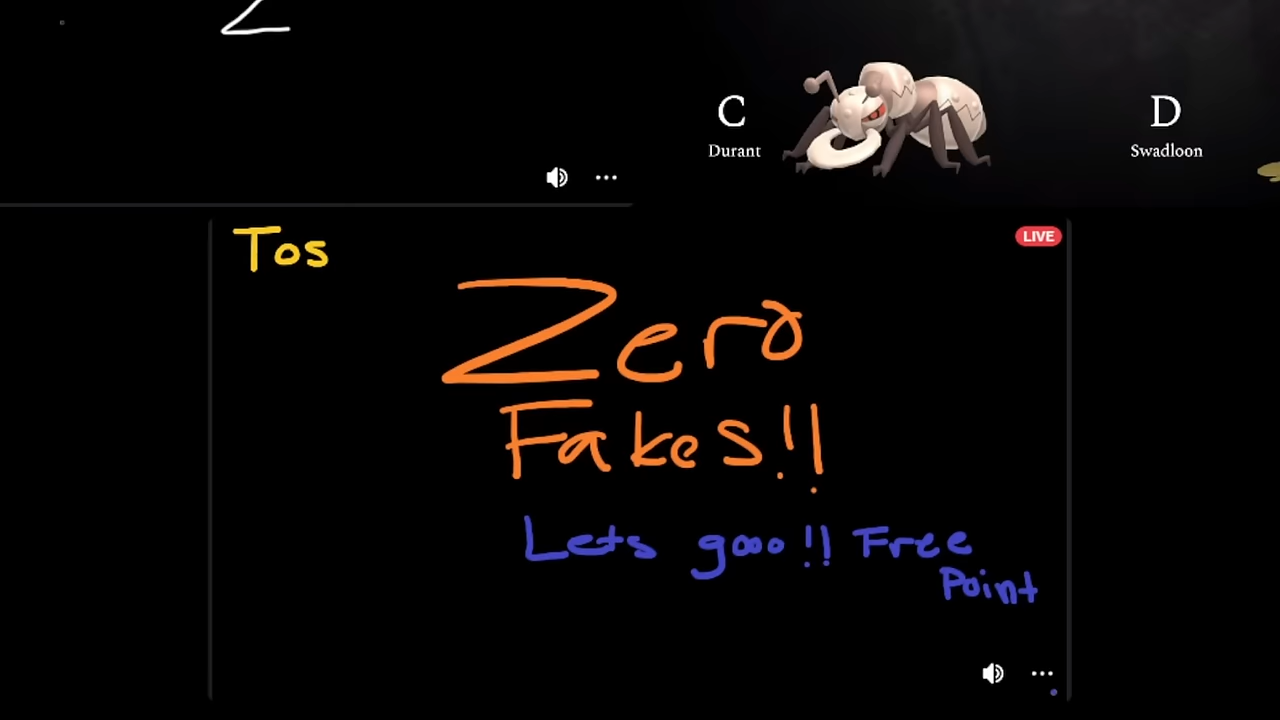 C
Durant
D
Swadloon
LIVE
Tos
Zero
Fakes!!
Lets gooo!! Free
Point